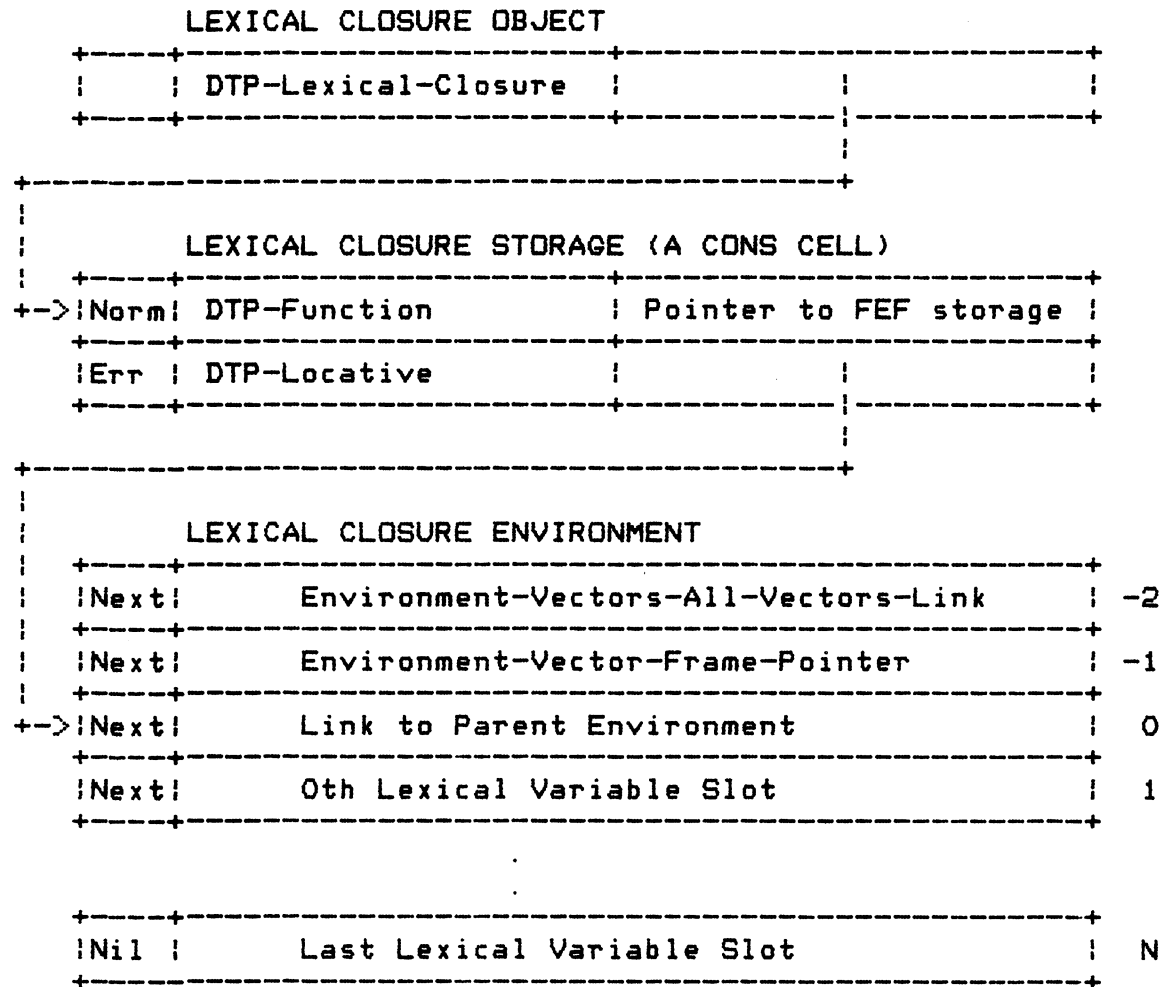 LEXICAL CLOSURE OBJECT
DTP-Lexical-Closure
LEXICAL CLOSURE STORAGE (A CONS CELL)
Norm DTP-Function Pointer to FEF storage
Err DTP-Locative
LEXICAL CLOSURE ENVIRONMENT
Next Environment-Vectors-All-Vectors-Link -2
Next Environment-Vector-Frame-Pointer -1
Next Link to Parent Environment 0
Next 0th Lexical Variable Slot 1
.
.
Nil Last Lexical Variable Slot N